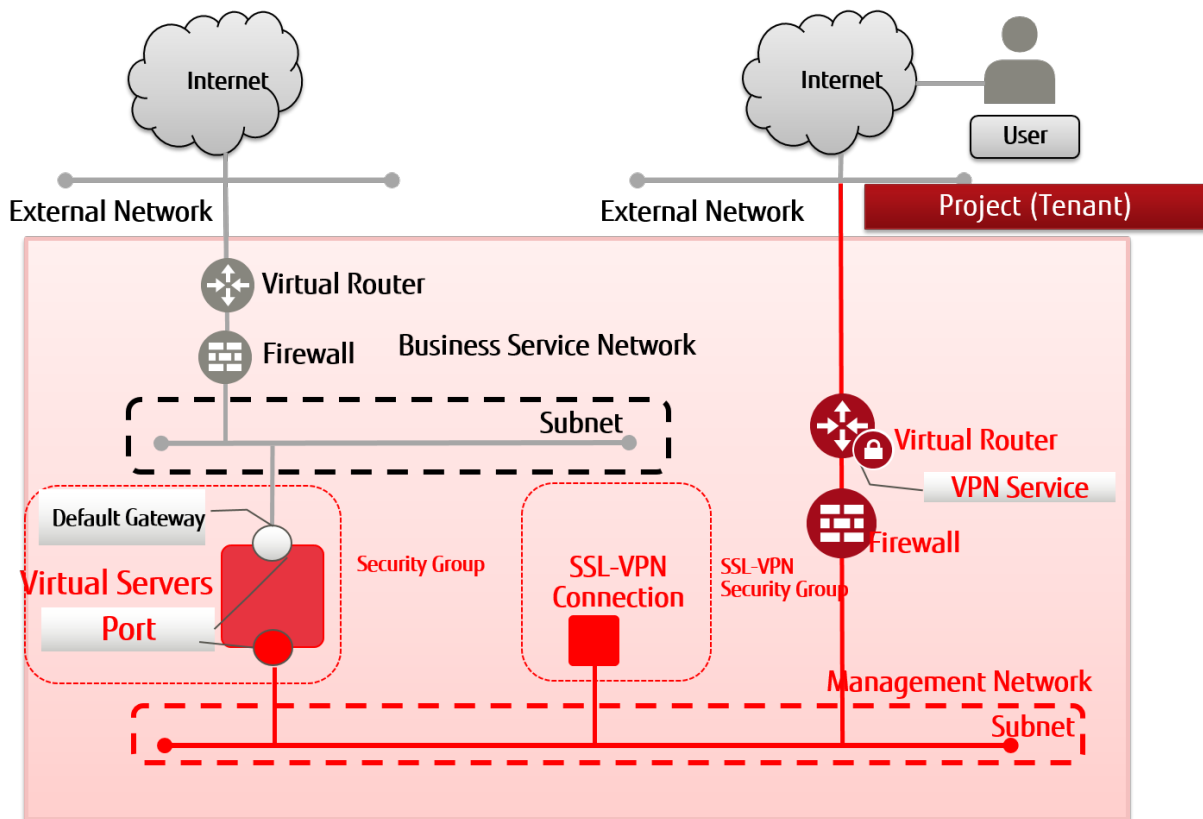 Internet
Internet
User
External Network
External Network
Project (Tenant)
Virtual Router
Firewall
Business Service Network
Subnet
Virtual Router
VPN Service
Default Gateway
Firewall
Security Group
SSL-VPN
Connection
SSL-VPN
Security Group
Virtual Servers
Port
Management Network
Subnet